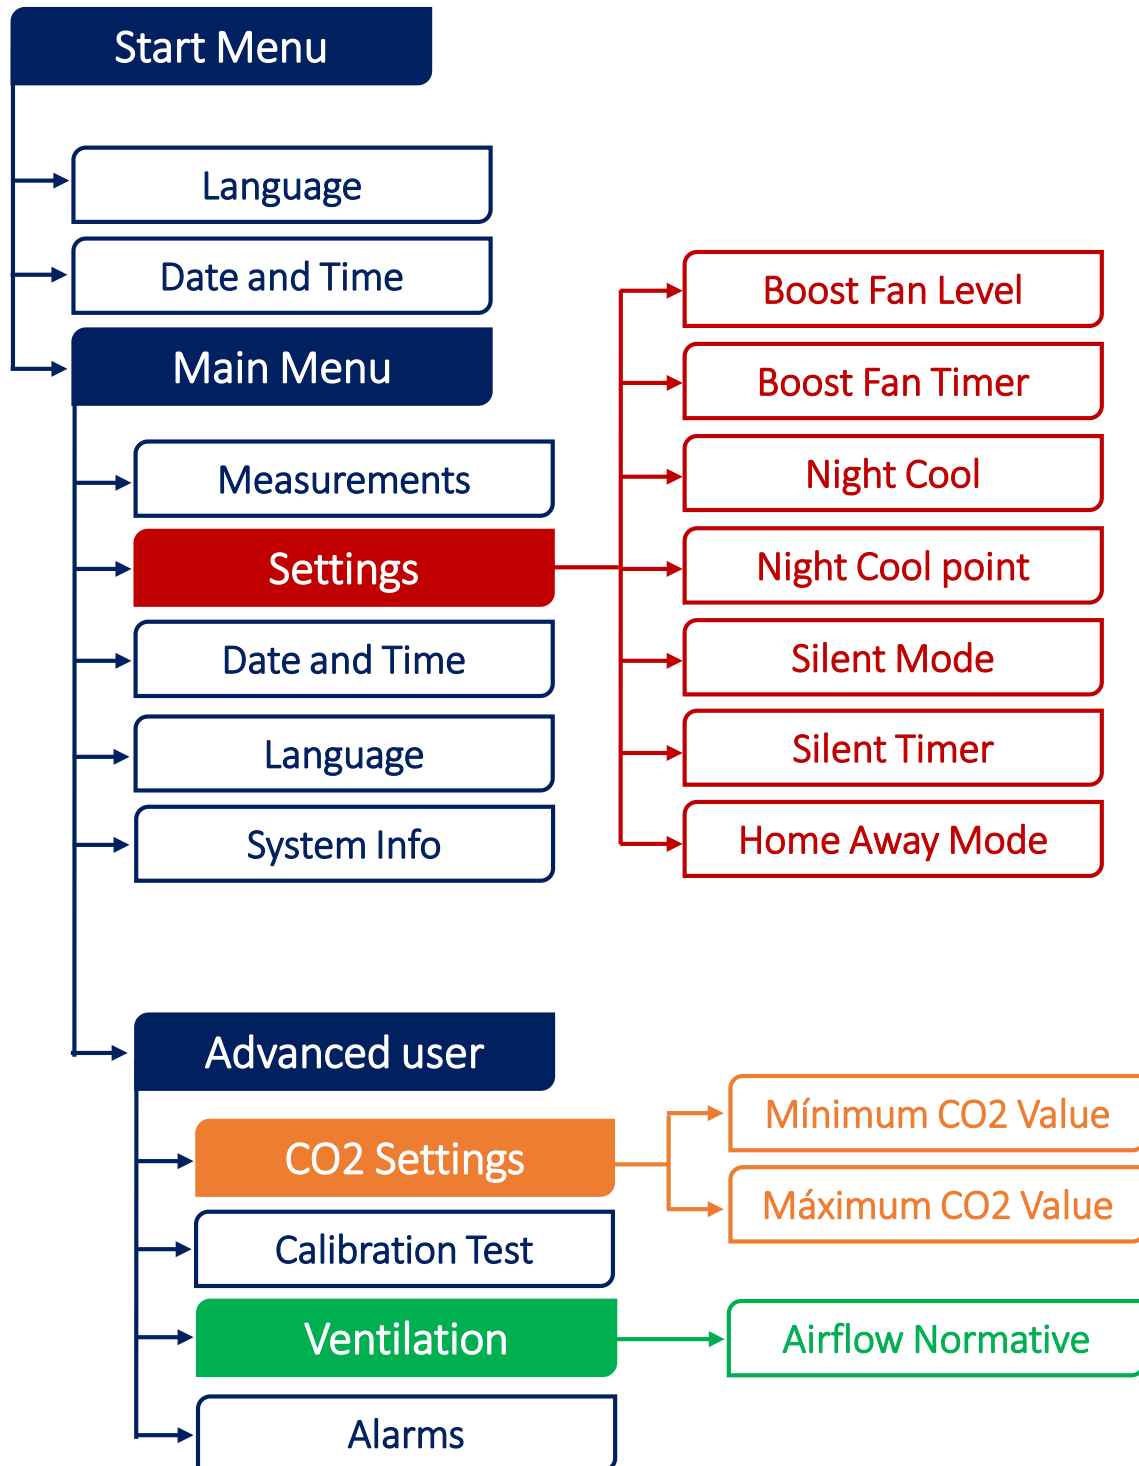 Start Menu
Language
Date and Time
Main Menu
Measurements
Settings
Date and Time
Language
System Info
Boost Fan Level
Boost Fan Timer
Night Cool
Night Cool point
Silent Mode
Silent Timer
Home Away Mode
Advanced user
CO2 Settings
Mínimum CO2 Value
Máximum CO2 Value
Calibration Test
Ventilation
Airflow Normative
Alarms